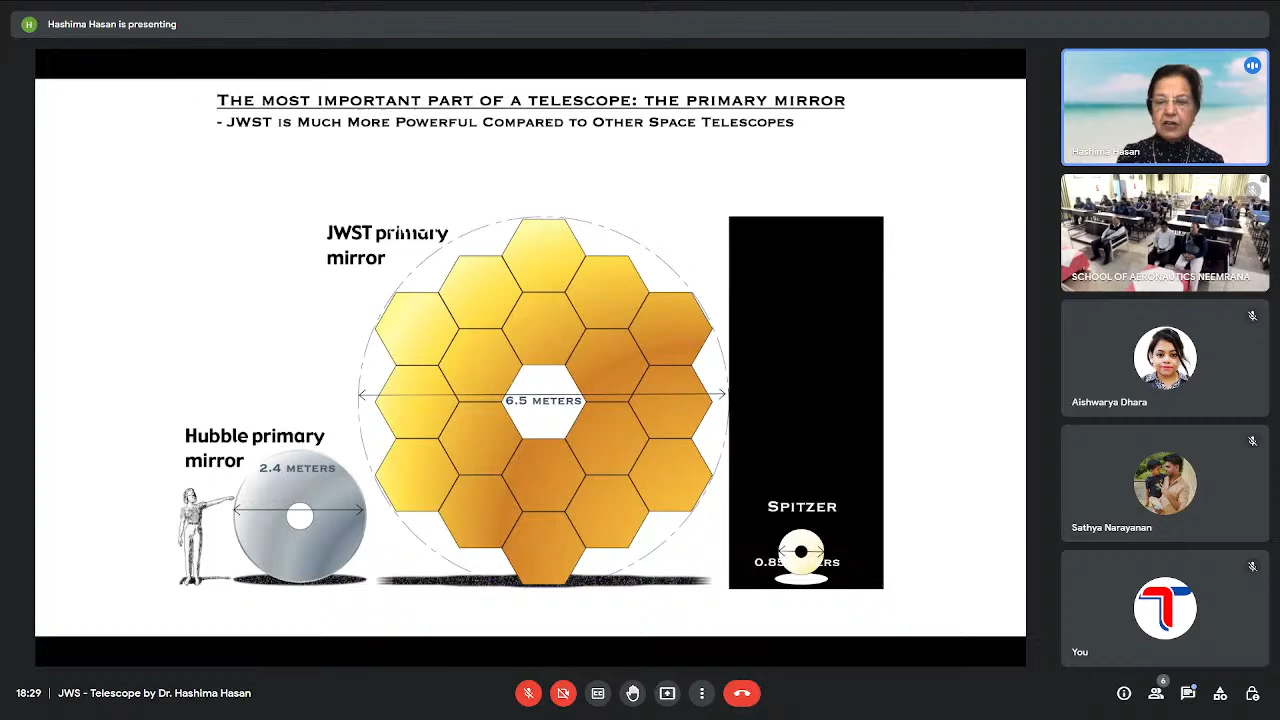 H
Hashima Hasan is presenting
THE MOST IMPORTANT PART OF A TELESCOPE: THE PRIMARY MIRROR
- JWST IS MUCH MORE POWERFUL COMPARED TO OTHER SPACE TELESCOPES
JWST primary
mirror
6.5 METERS
Hubble primary
mirror
2.4 METERS
SPITZER
Hashima Hasan
SCHOOL OF AERONAUTICS NEEMRANA
Aishwarya Dhara
Sathya Narayanan
T
You
18:29 | JWS - Telescope by Dr. Hashima Hasan
CC
6